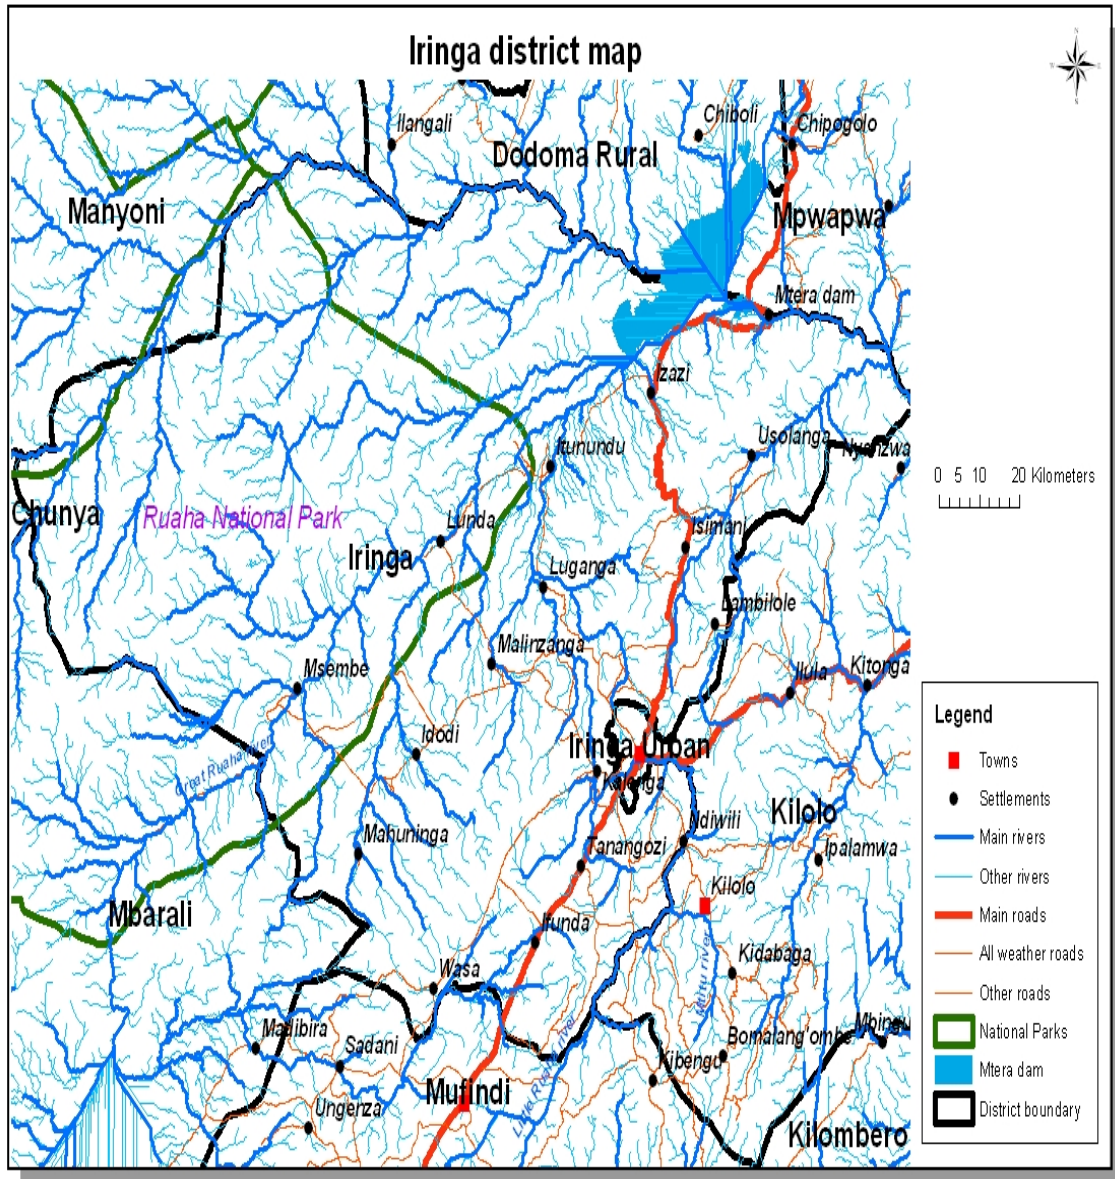 Iringa district map
N
W
E
S
Chiboli
Ilangali
Chipogolo
Dodoma Rural
Manyoni
Mpwapwa
Mtera dam
Izazi
Usolanga
Itunundu
Nyanzwa
0 5 10 20 Kilometers
Chunya
Ruaha National Park
Lunda
Isimani
Iringa
Luganga
Lambilole
Malinzanga
Msembe
Ilula
Kitonga
Idodi
Iringa Urban
Great Ruaha river
Kalenga
Kilolo
Ndiwili
Mahuninga
Tanangozi
Ipalamwa
Kilolo
Mbarali
Ifunda
Kidabaga
Wasa
Madibira
Sadani
Bomalang'ombe
Mbingu
Kibengu
Mufindi
Ungenza
Kilombero
Legend
Towns
Settlements
Main rivers
Other rivers
Main roads
All weather roads
Other roads
National Parks
Mtera dam
District boundary